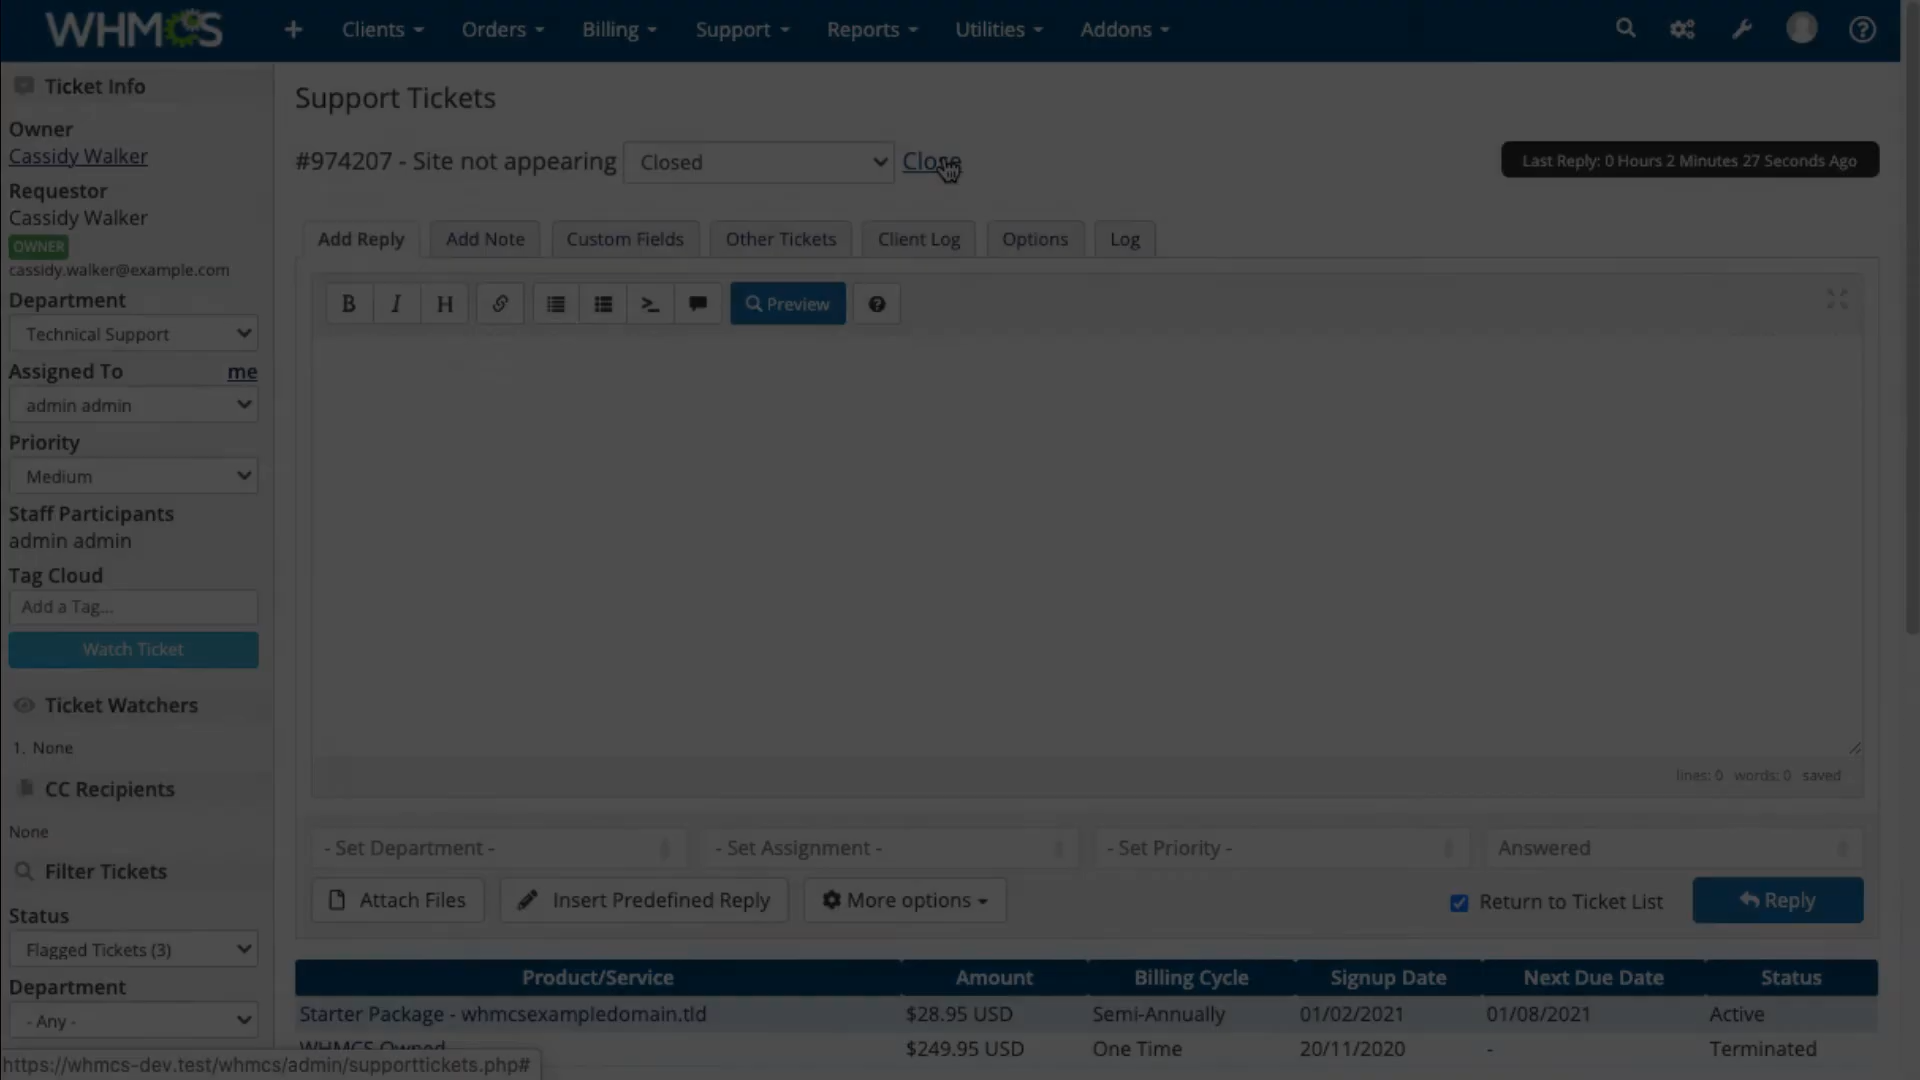 WHMCS
Clients
Orders
Billing
Support
Reports
Utilities
Addons
Ticket Info
Owner
Cassidy Walker
Requestor
Cassidy Walker
OWNER
cassidy.walker@example.com
Department
Technical Support
Assigned To me
admin admin
Priority
Medium
Staff Participants
admin admin
Tag Cloud
Add a Tag...
Watch Ticket
Ticket Watchers
1. None
CC Recipients
None
Filter Tickets
Status
Flagged Tickets (3)
Department
- Any -
https://whmcs-dev.test/whmcs/admin/supporttickets.php#
Support Tickets
#974207 - Site not appearing Closed Close
Last Reply: 0 Hours 2 Minutes 27 Seconds Ago
Add Reply
Add Note
Custom Fields
Other Tickets
Client Log
Options
Log
B I H Preview
lines: 0 words: 0 saved
- Set Department -
- Set Assignment -
- Set Priority -
Answered
Attach Files
Insert Predefined Reply
More options
Return to Ticket List
Reply
Product/Service Amount Billing Cycle Signup Date Next Due Date Status
Starter Package - whmcsexampledomain.tld $28.95 USD Semi-Annually 01/02/2021 01/08/2021 Active
WHMCS Owned $249.95 USD One Time 20/11/2020 - Terminated